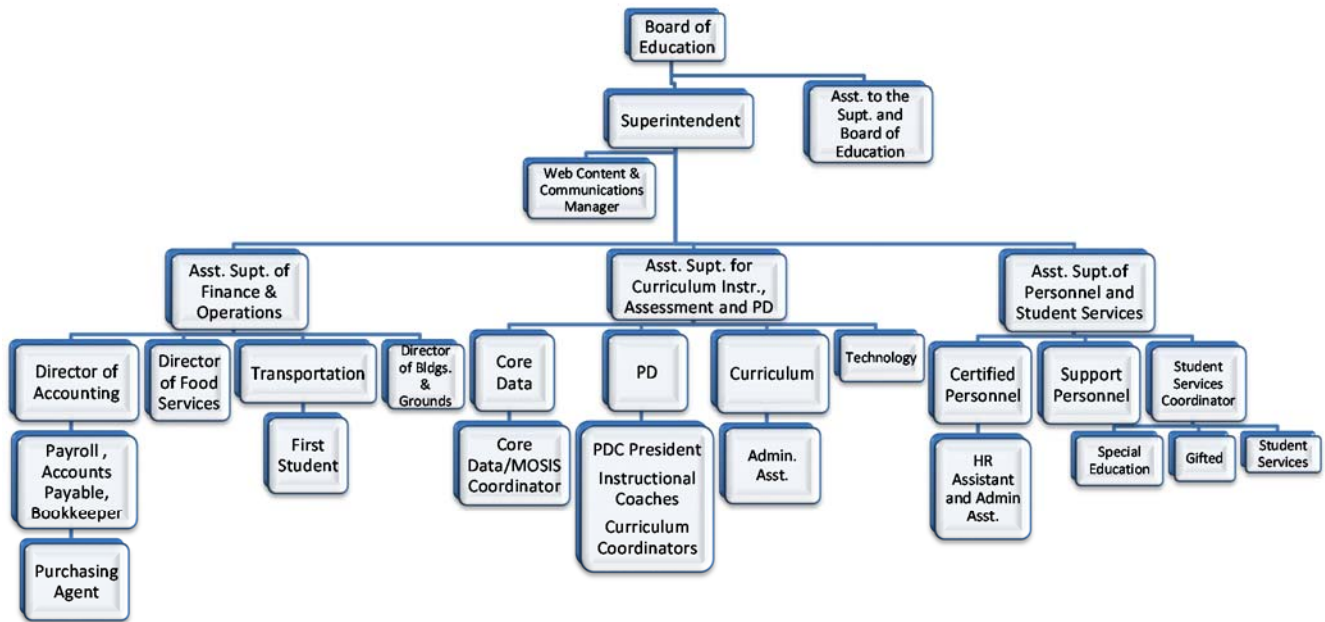 Board of
Education
Superintendent
Asst. to the
Supt. and
Board of
Education
Web Content &
Communications
Manager
Asst. Supt. of
Finance &
Operations
Asst. Supt. for
Curriculum Instr.,
Assessment and PD
Asst. Supt.of
Personnel and
Student Services
Director of
Accounting
Director
of Food
Services
Transportation
Director
of Bldgs.
&
Grounds
Core
Data
PD
Curriculum
Technology
Certified
Personnel
Support
Personnel
Student
Services
Coordinator
Payroll ,
Accounts
Payable,
Bookkeeper
First
Student
Core
Data/MOSIS
Coordinator
PDC President
Instructional
Coaches
Curriculum
Coordinators
Admin.
Asst.
HR
Assistant
and Admin
Asst.
Special
Education
Gifted
Student
Services
Purchasing
Agent